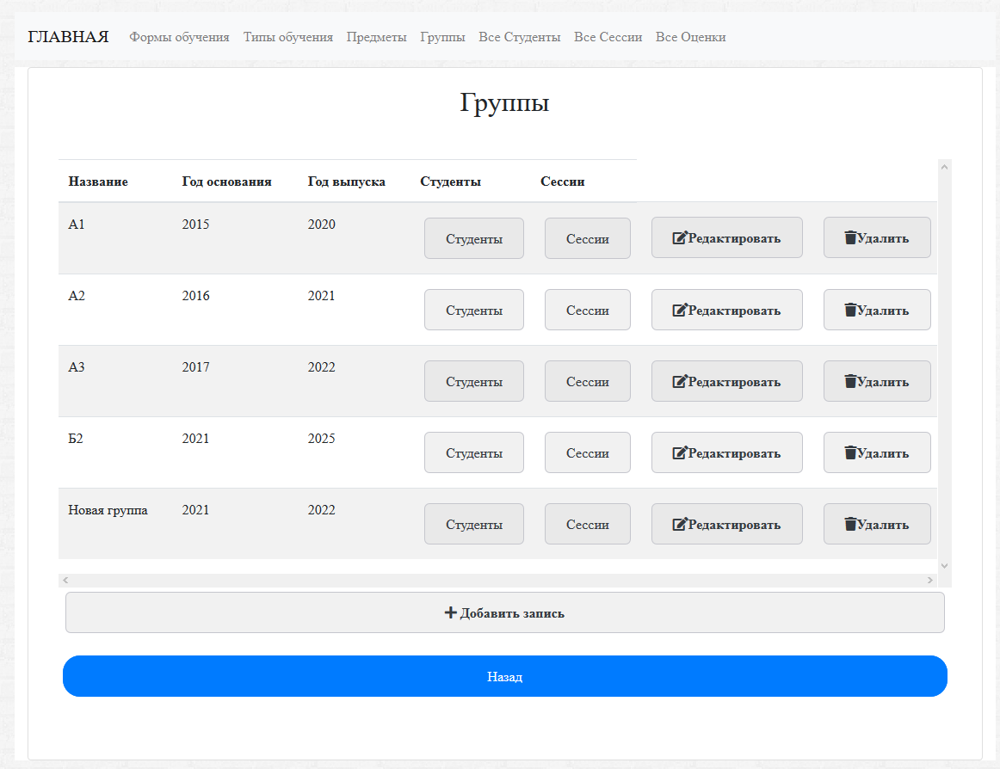 ГЛАВНАЯ Формы обучения Типы обучения Предметы Группы Все Студенты Все Сессии Все Оценки
Группы
Название Год основания Год выпуска Студенты Сессии
А1 2015 2020 Студенты Сессии Редактировать Удалить
А2 2016 2021 Студенты Сессии Редактировать Удалить
А3 2017 2022 Студенты Сессии Редактировать Удалить
Б2 2021 2025 Студенты Сессии Редактировать Удалить
Новая группа 2021 2022 Студенты Сессии Редактировать Удалить
Добавить запись
Назад